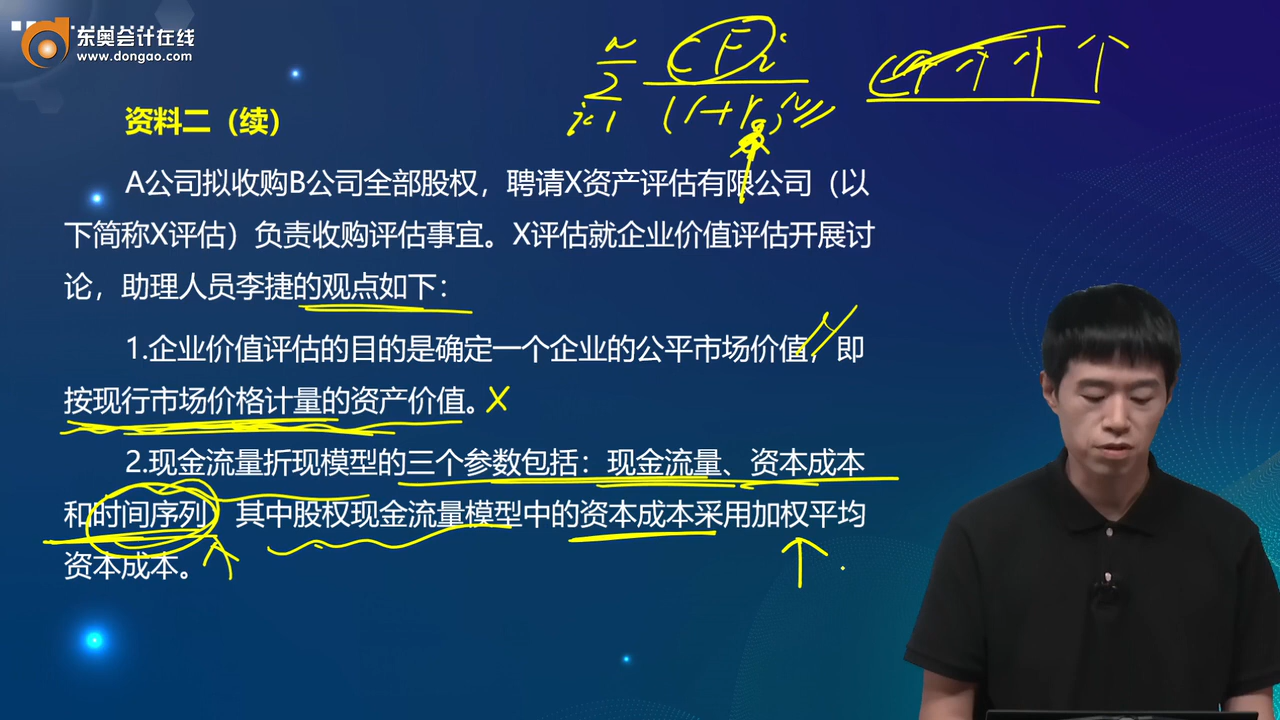 东奥会计在线
www.dongao.com
资料二（续）
A公司拟收购B公司全部股权，聘请X资产评估有限公司（以
下简称X评估）负责收购评估事宜。X评估就企业价值评估开展讨
论，助理人员李捷的观点如下：
1.企业价值评估的目的是确定一个企业的公平市场价值，即
按现行市场价格计量的资产价值。
2.现金流量折现模型的三个参数包括：现金流量、资本成本
和时间序列，其中股权现金流量模型中的资本成本采用加权平均
资本成本。